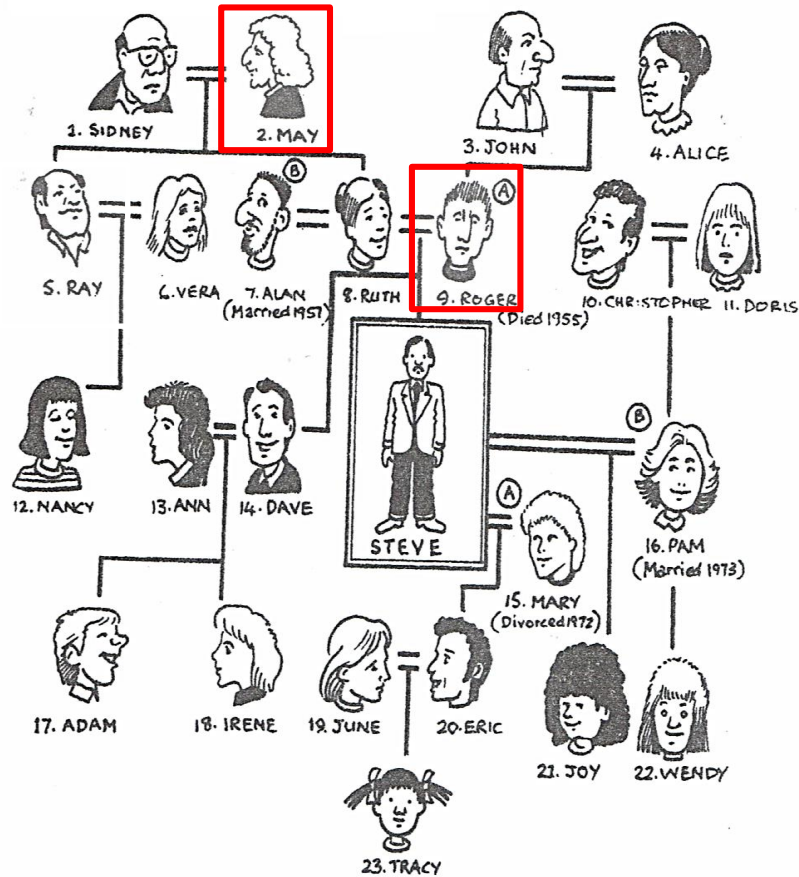 1. SIDNEY
2. MAY
3. JOHN
4. ALICE
B
A
5. RAY
6. VERA
7. ALAN
(Married 1957)
8. RUTH
9. ROGER
(Died 1955)
10. CHRISTOPHER
11. DORIS
12. NANCY
13. ANN
14. DAVE
STEVE
A
B
15. MARY
(Divorced 1972)
16. PAM
(Married 1973)
17. ADAM
18. IRENE
19. JUNE
20. ERIC
21. JOY
22. WENDY
23. TRACY